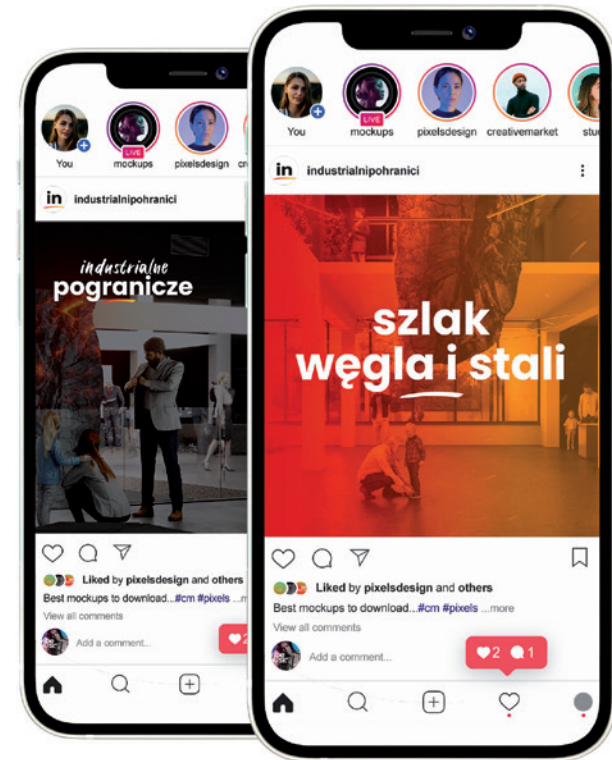 You
mockups
pixelsdesign
LIVE
in
industrialnipohranici
industrialne
pogranicze
Liked by pixelsdesign and others
Best mockups to download...#cm #pixels
View all comments
Add a comment...
2
You
mockups
pixelsdesign
creativemarket
LIVE
in
industrialnipohranici
szlak
węgla i stali
Liked by pixelsdesign and others
Best mockups to download...#cm #pixels ...more
View all comments
Add a comment...
2
1